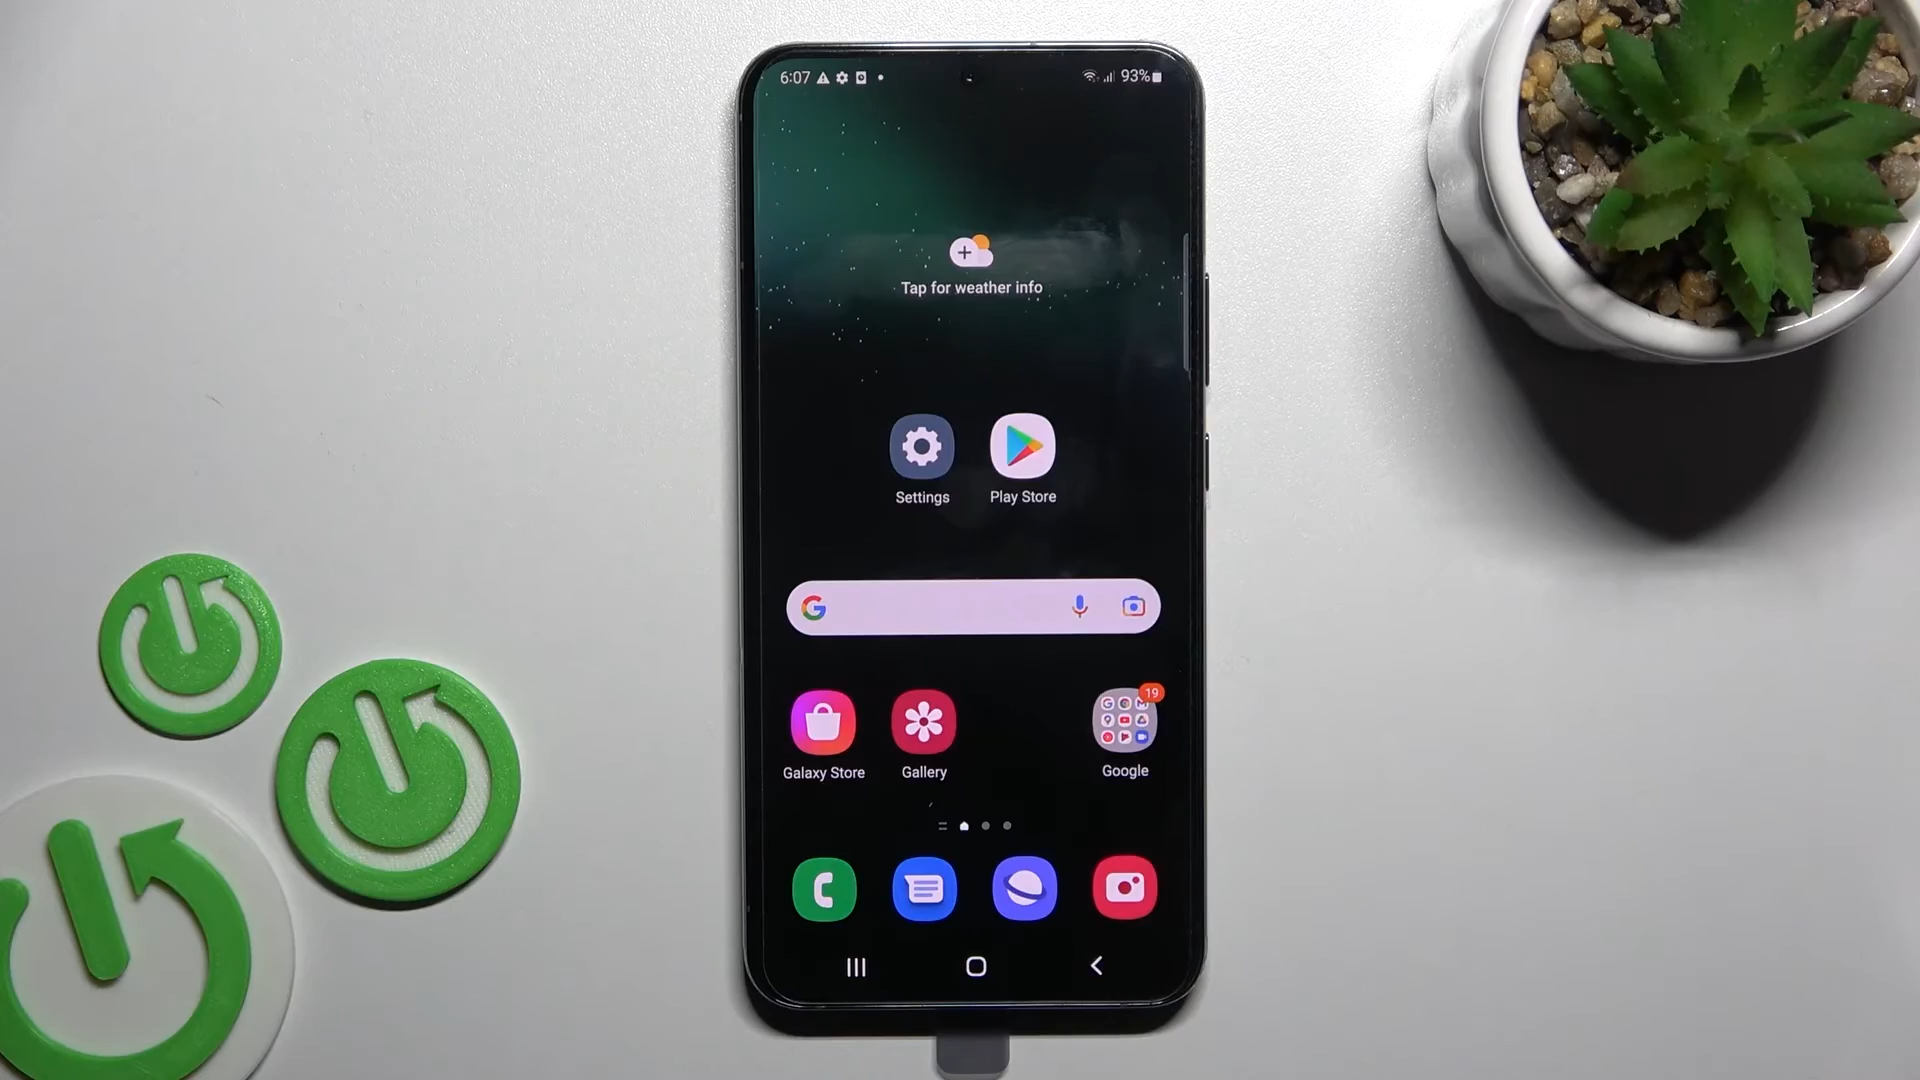 6:07 93%
Tap for weather info
Settings Play Store
G
19
Galaxy Store Gallery Google